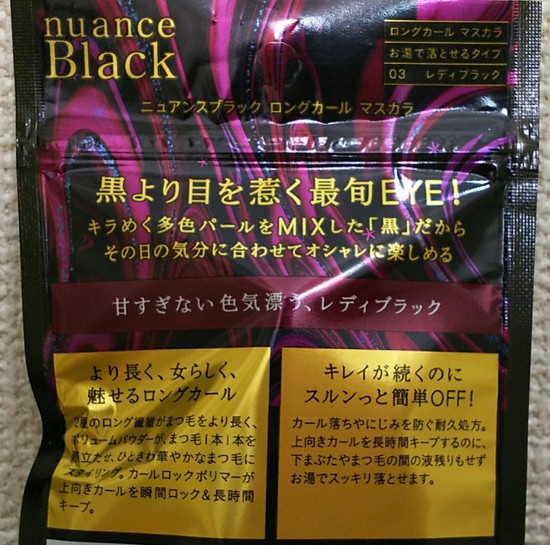 nuance
Black
ロングカール マスカラ
お湯で落とせるタイプ
03 レディブラック
ニュアンスブラック ロングカール マスカラ
黒より目を惹く最旬EYE!
キラめく多色パールをMIXした「黒」だから
その日の気分に合わせてオシャレに楽しめる
甘すぎない色気漂う、レディブラック
より長く、女らしく、
魅せるロングカール
2種のロング繊維がまつ毛をより長く、
ボリュームパウダーが、まつ毛1本1本を
目立たせ、ひときわ華やかなまつ毛に
スタイリング。カールロックポリマーが
上向きカールを瞬間ロック&長時間
キープ。
キレイが続くのに
スルンっと簡単OFF!
カール落ちやにじみを防ぐ耐久処方。
上向きカールを長時間キープするのに、
下まぶたやまつ毛の間の液残りもせず
お湯でスッキリ落とせます。